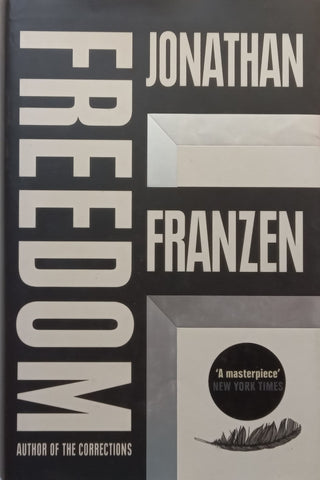 FREEDOM
JONATHAN
FRANZEN
'A masterpiece'
NEW YORK TIMES
AUTHOR OF THE CORRECTIONS